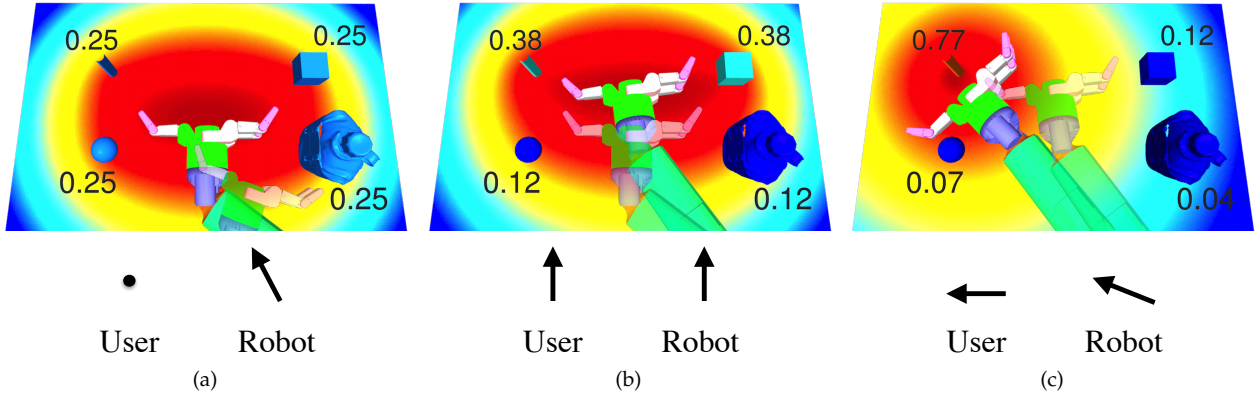 0.25 0.25
0.25 0.25
User Robot
(a)
0.38 0.38
0.12 0.12
User Robot
(b)
0.77 0.12
0.07 0.04
User Robot
(c)